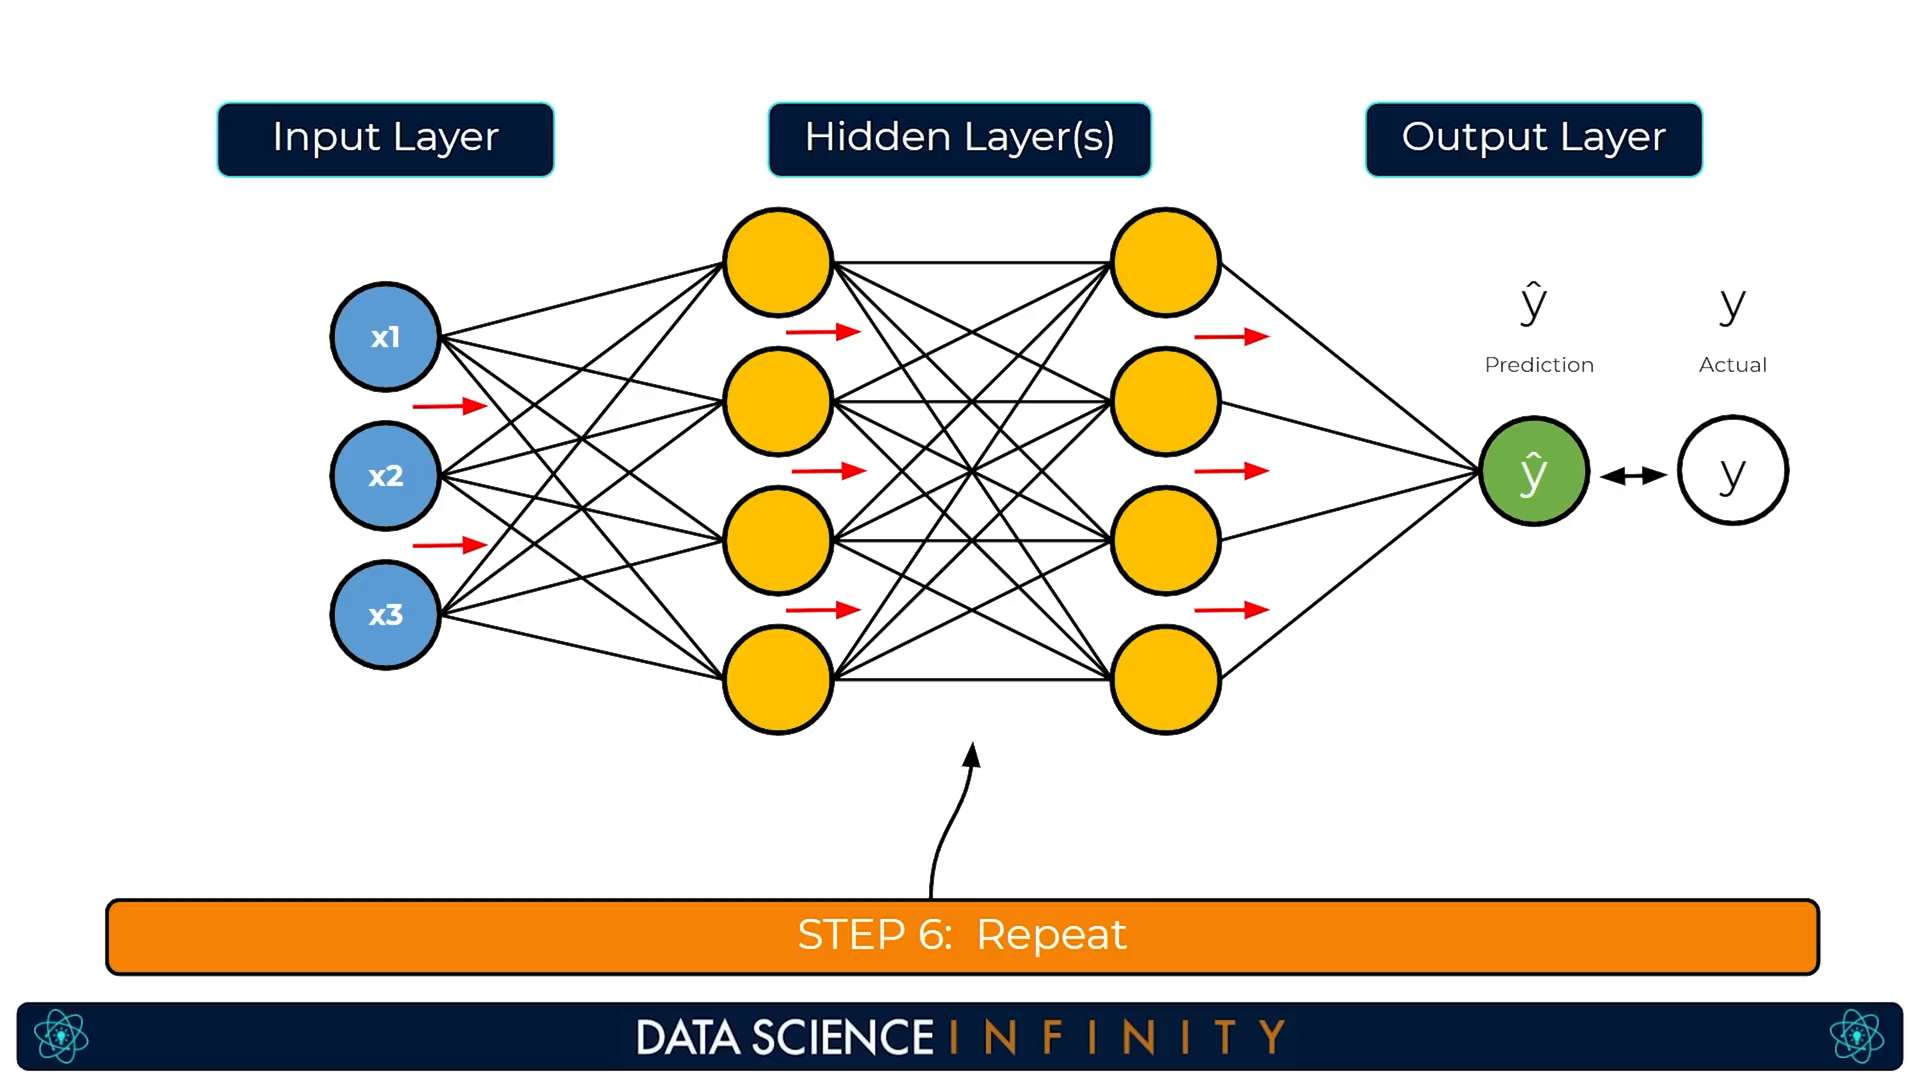 Input Layer
Hidden Layer(s)
Output Layer
ŷ
y
Prediction
Actual
x1
x2
x3
ŷ
y
STEP 6: Repeat
DATA SCIENCE INFINITY